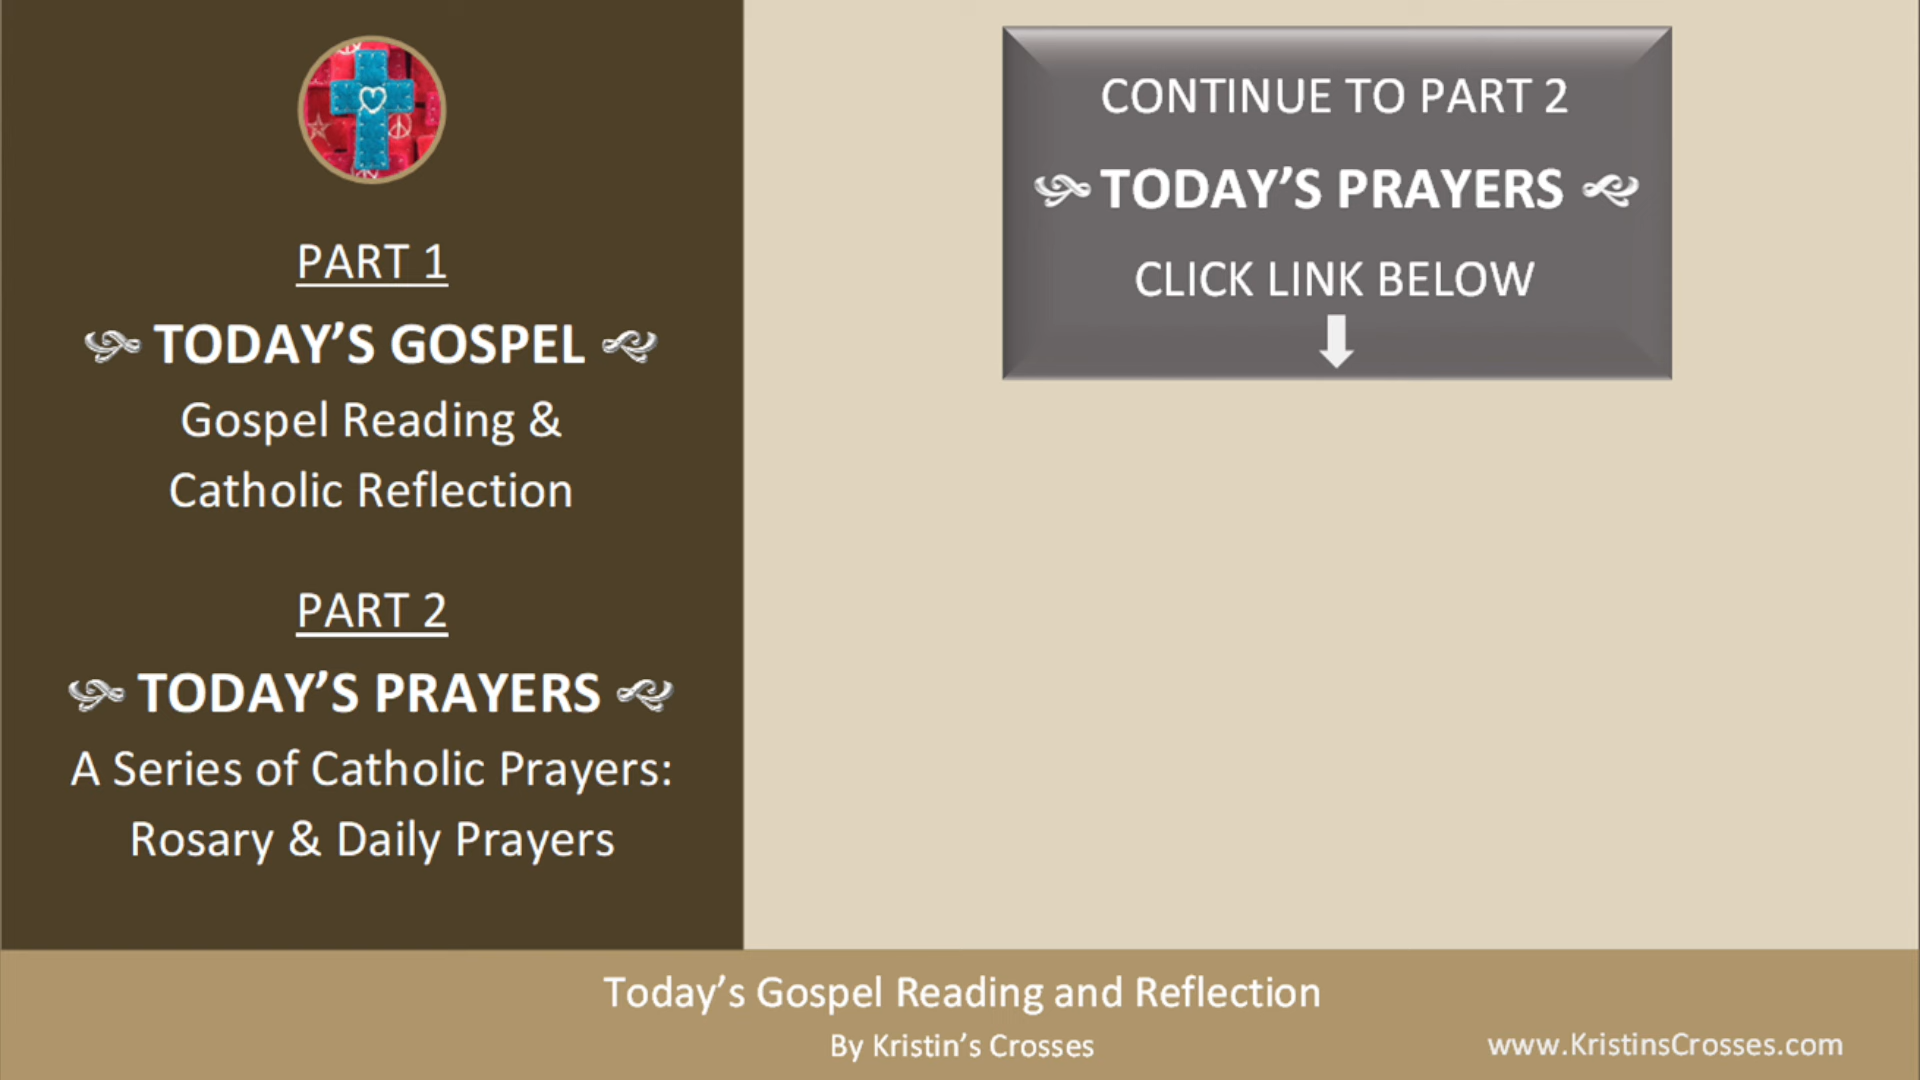 PART 1
TODAY’S GOSPEL
Gospel Reading &
Catholic Reflection
PART 2
TODAY’S PRAYERS
A Series of Catholic Prayers:
Rosary & Daily Prayers
CONTINUE TO PART 2
TODAY’S PRAYERS
CLICK LINK BELOW
Today’s Gospel Reading and Reflection
By Kristin’s Crosses
www.KristinsCrosses.com